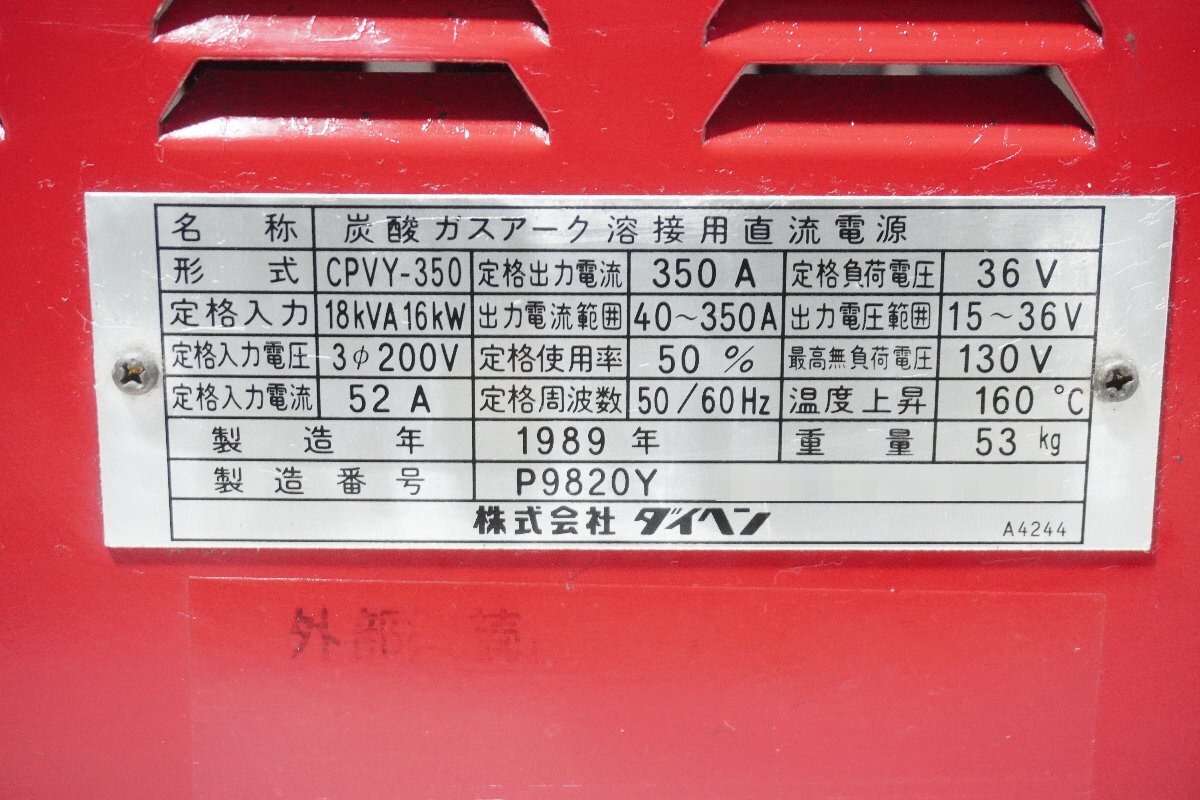 名称 炭酸ガスアーク溶接用直流電源
形式 CPVY-350 定格出力電流 350 A 定格負荷電圧 36 V
定格入力 18kVA 16kW 出力電流範囲 40～350A 出力電圧範囲 15～36V
定格入力電圧 3φ200V 定格使用率 50 % 最高無負荷電圧 130 V
定格入力電流 52 A 定格周波数 50/60Hz 温度上昇 160 ℃
製造年 1989 年 重量 53 kg
製造番号 P9820Y
株式会社 ダイヘン A4244
外部 続